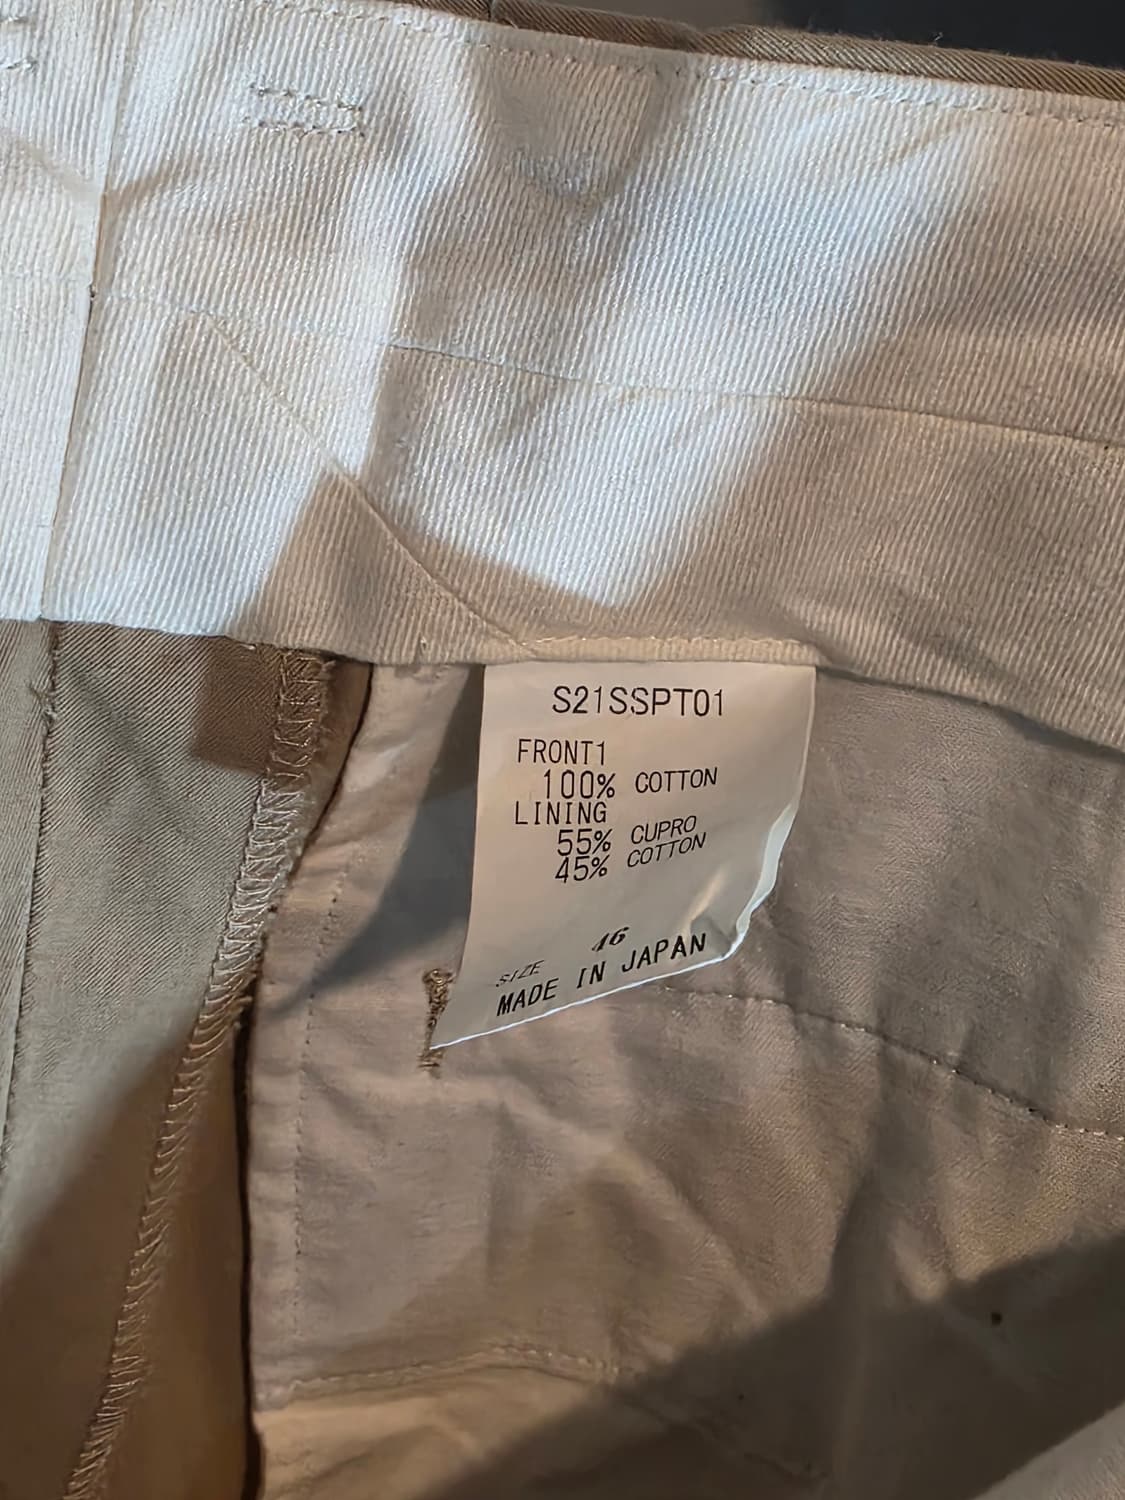 S21SSPT01
FRONT1
100% COTTON
LINING
55% CUPRO
45% COTTON
SIZE 46
MADE IN JAPAN